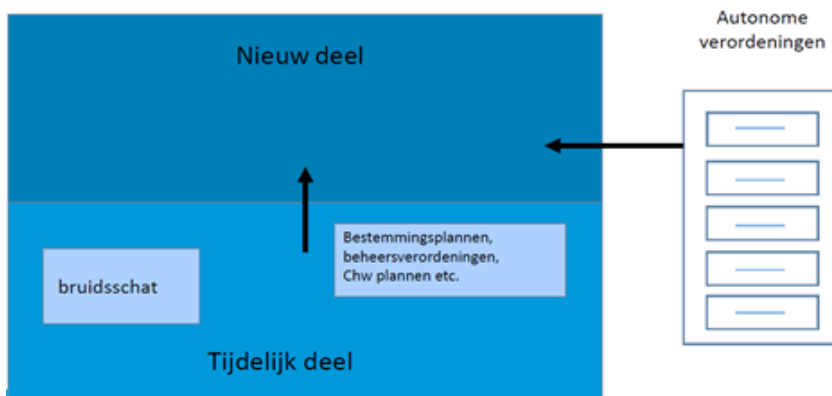 Nieuw deel
Autonome
verordeningen
Bestemmingsplannen,
beheersverordeningen,
Chw plannen etc.
bruidsschat
Tijdelijk deel